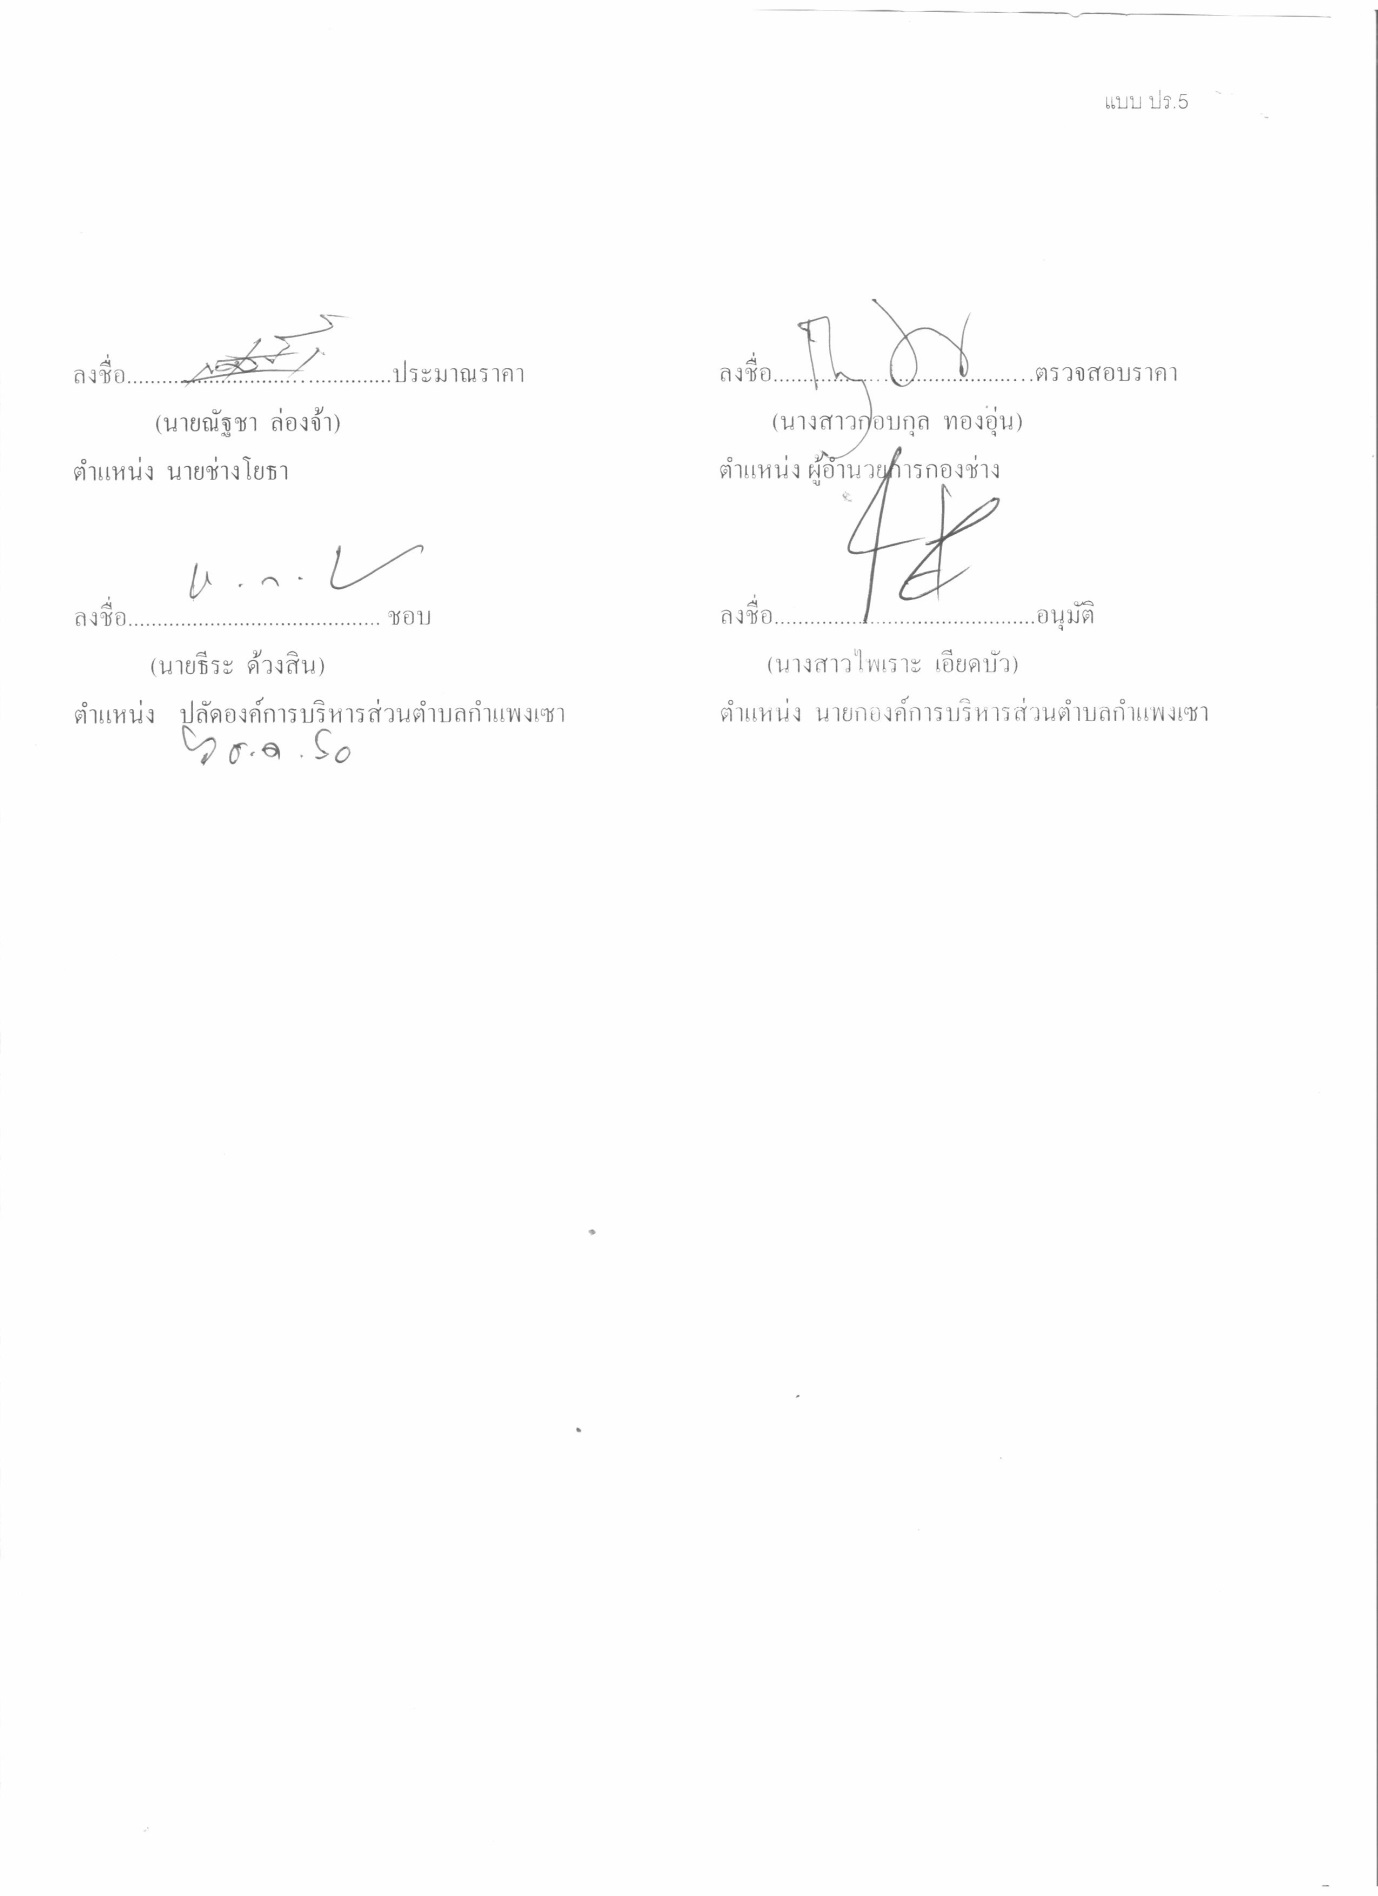 แบบ ปร.5
ลงชื่อ............................................ประมาณราคา
(นายณัฐชา ล่องจ้า)
ตำแหน่ง นายช่างโยธา
ลงชื่อ............................................ตรวจสอบราคา
(นางสาวกอบกุล ทองอุ่น)
ตำแหน่ง ผู้อำนวยการกองช่าง
ลงชื่อ........................................... ชอบ
(นายธีระ ด้วงสิน)
ตำแหน่ง ปลัดองค์การบริหารส่วนตำบลกำแพงเซา
ลงชื่อ............................................อนุมัติ
(นางสาวไพเราะ เอียดบัว)
ตำแหน่ง นายกองค์การบริหารส่วนตำบลกำแพงเซา